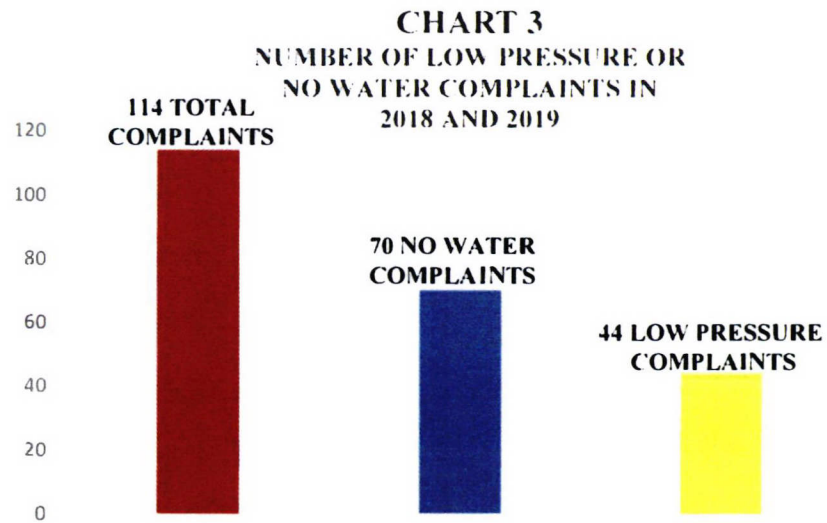 CHART 3
NUMBER OF LOW PRESSURE OR
NO WATER COMPLAINTS IN
2018 AND 2019
114 TOTAL
COMPLAINTS
70 NO WATER
COMPLAINTS
44 LOW PRESSURE
COMPLAINTS
120
100
80
60
40
20
0